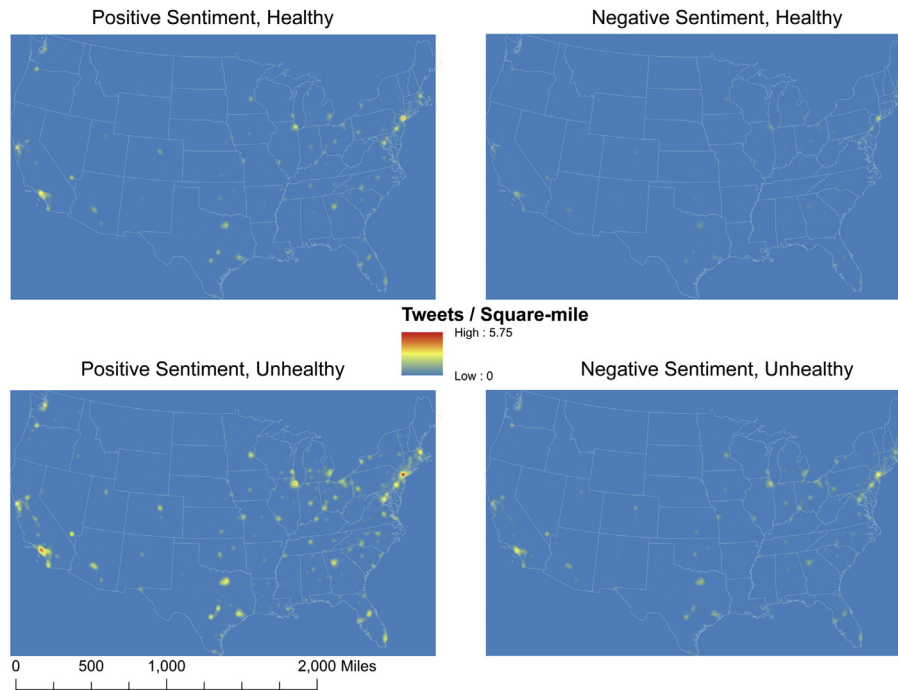 Positive Sentiment, Healthy
Negative Sentiment, Healthy
Tweets / Square-mile
High : 5.75
Low : 0
Positive Sentiment, Unhealthy
Negative Sentiment, Unhealthy
0 500 1,000 2,000 Miles